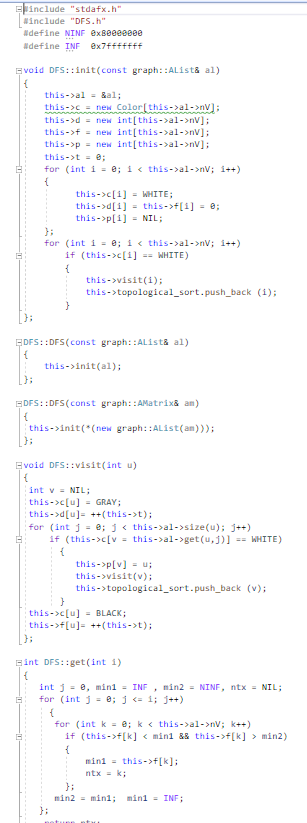 #include "stdafx.h"
#include "DFS.h"
#define NINF 0x80000000
#define INF  0x7fffffff
void DFS::init(const graph::AList& al)
{
this->al = &al;
this->c = new Color[this->al->nV];
this->d = new int[this->al->nV];
this->f = new int[this->al->nV];
this->p = new int[this->al->nV];
this->t = 0;
for (int i = 0; i < this->al->nV; i++)
{
this->c[i] = WHITE;
this->d[i] = this->f[i] = 0;
this->p[i] = NIL;
};
for (int i = 0; i < this->al->nV; i++)
if (this->c[i] == WHITE)
{
this->visit(i);
this->topological_sort.push_back (i);
}
};
DFS::DFS(const graph::AList& al)
{
this->init(al);
};
DFS::DFS(const graph::AMatrix& am)
{
this->init(*(new graph::AList(am)));
};
void DFS::visit(int u)
{
int v = NIL;
this->c[u] = GRAY;
this->d[u]= ++(this->t);
for (int j = 0; j < this->al->size(u); j++)
if (this->c[v = this->al->get(u,j)] == WHITE)
{
this->p[v] = u;
this->visit(v);
topological_sort.push_back (v);
}
this->c[u] = BLACK;
this->f[u]= ++(this->t);
};
int DFS::get(int i)
{
int j = 0, min1 = INF , min2 = NINF, ntx = NIL;
for (int j = 0; j <= i; j++)
{
for (int k = 0; k < this->al->nV; k++)
if (this->f[k] < min1 && this->f[k] > min2)
{
min1 = this->f[k];
ntx = k;
};
min2 = min1;  min1 = INF;
};
return ntx;